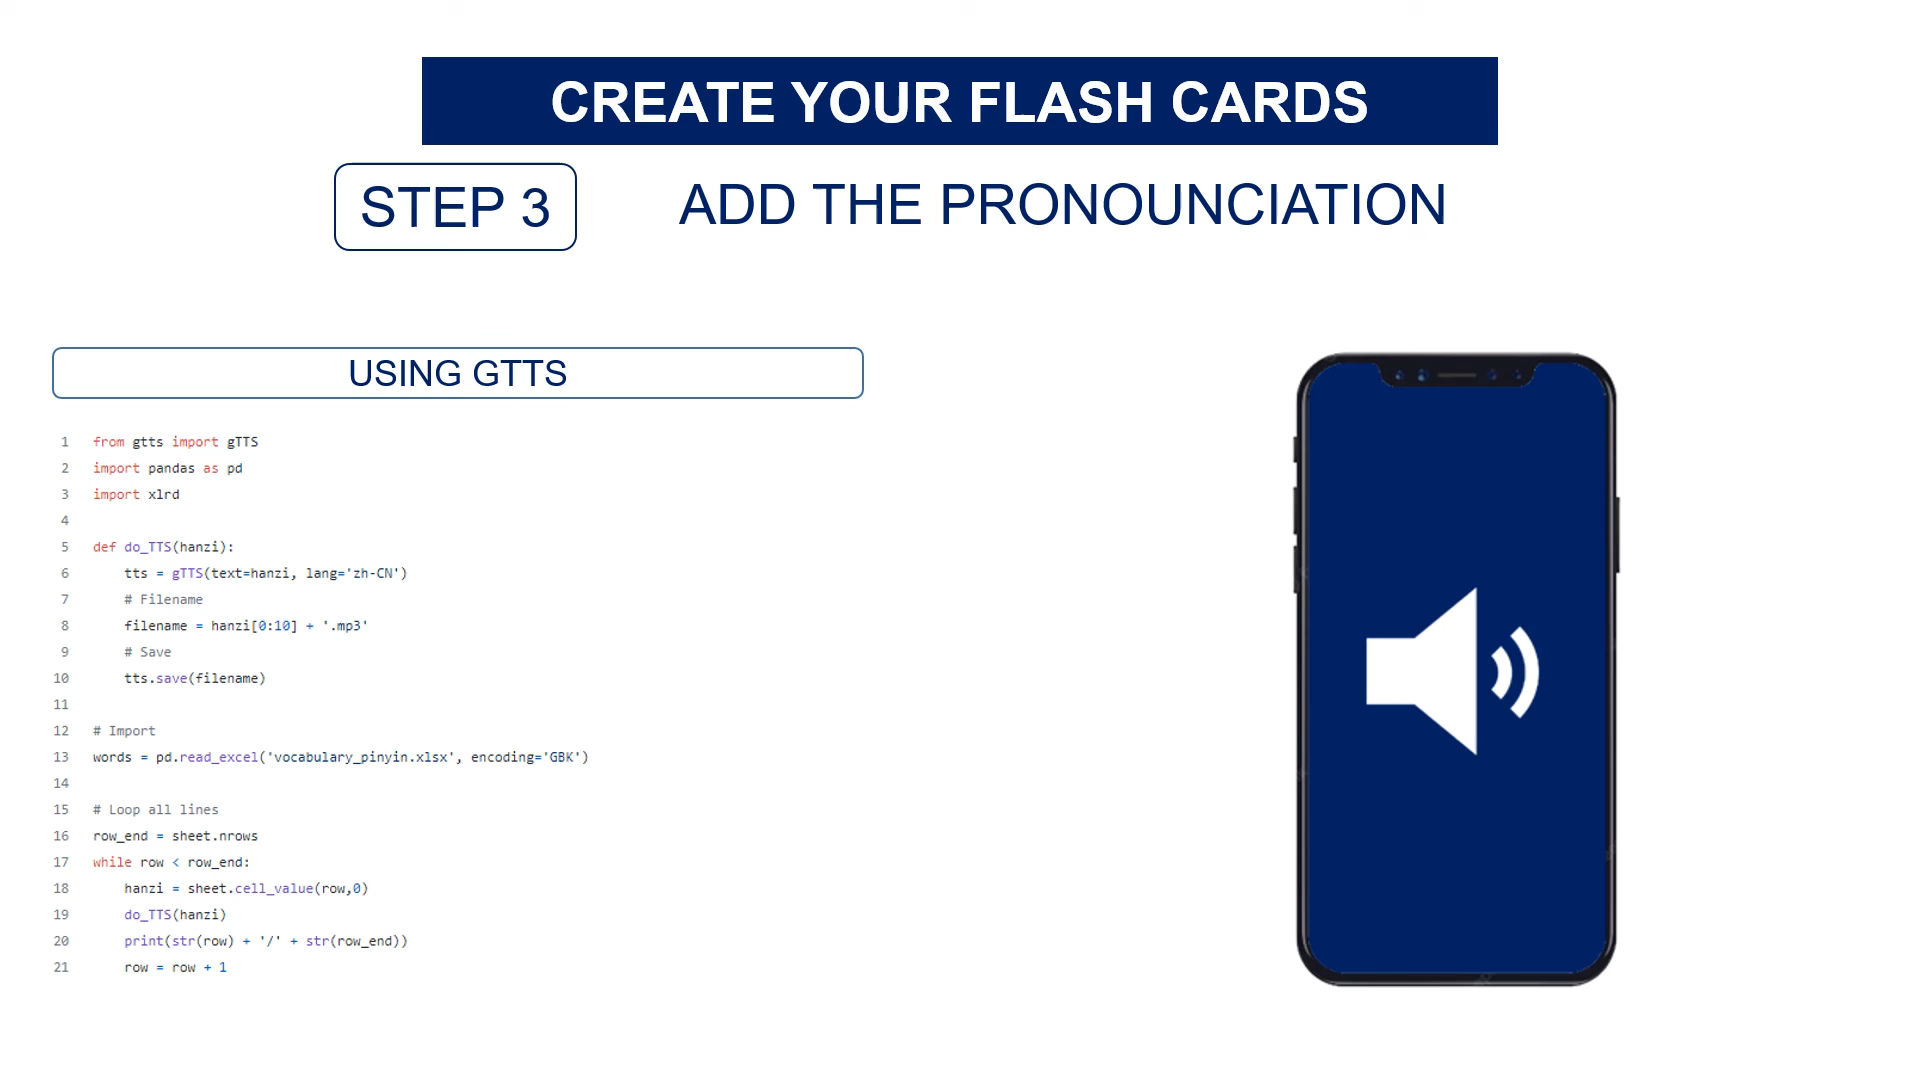 CREATE YOUR FLASH CARDS
STEP 3
ADD THE PRONOUNCIATION
USING GTTS
1 from gtts import gTTS
2 import pandas as pd
3 import xlrd
4
5 def do_TTS(hanzi):
6     tts = gTTS(text=hanzi, lang='zh-CN')
7     # Filename
8     filename = hanzi[0:10] + '.mp3'
9     # Save
10     tts.save(filename)
11
12 # Import
13 words = pd.read_excel('vocabulary_pinyin.xlsx', encoding='GBK')
14
15 # Loop all lines
16 row_end = sheet.nrows
17 while row < row_end:
18     hanzi = sheet.cell_value(row,0)
19     do_TTS(hanzi)
20     print(str(row) + '/' + str(row_end))
21     row = row + 1